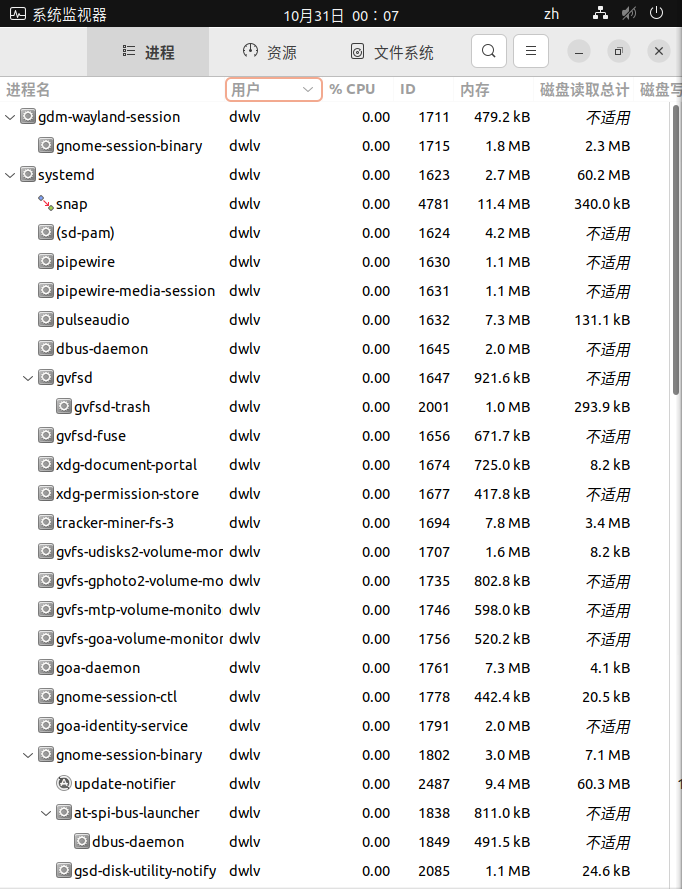 系统监视器 10月31日 00：07 zh
进程 资源 文件系统
进程名 用户 % CPU ID 内存 磁盘读取总计 磁盘写
gdm-wayland-session dwlv 0.00 1711 479.2 kB 不适用
gnome-session-binary dwlv 0.00 1715 1.8 MB 2.3 MB
systemd dwlv 0.00 1623 2.7 MB 60.2 MB
snap dwlv 0.00 4781 11.4 MB 340.0 kB
(sd-pam) dwlv 0.00 1624 4.2 MB 不适用
pipewire dwlv 0.00 1630 1.1 MB 不适用
pipewire-media-session dwlv 0.00 1631 1.1 MB 不适用
pulseaudio dwlv 0.00 1632 7.3 MB 131.1 kB
dbus-daemon dwlv 0.00 1645 2.0 MB 不适用
gvfsd dwlv 0.00 1647 921.6 kB 不适用
gvfsd-trash dwlv 0.00 2001 1.0 MB 293.9 kB
gvfsd-fuse dwlv 0.00 1656 671.7 kB 不适用
xdg-document-portal dwlv 0.00 1674 725.0 kB 8.2 kB
xdg-permission-store dwlv 0.00 1677 417.8 kB 不适用
tracker-miner-fs-3 dwlv 0.00 1694 7.8 MB 3.4 MB
gvfs-udisks2-volume-mor dwlv 0.00 1707 1.6 MB 8.2 kB
gvfs-gphoto2-volume-mo dwlv 0.00 1735 802.8 kB 不适用
gvfs-mtp-volume-monito dwlv 0.00 1746 598.0 kB 不适用
gvfs-goa-volume-monitor dwlv 0.00 1756 520.2 kB 不适用
goa-daemon dwlv 0.00 1761 7.3 MB 4.1 kB
gnome-session-ctl dwlv 0.00 1778 442.4 kB 20.5 kB
goa-identity-service dwlv 0.00 1791 2.0 MB 不适用
gnome-session-binary dwlv 0.00 1802 3.0 MB 7.1 MB
update-notifier dwlv 0.00 2487 9.4 MB 60.3 MB 1
at-spi-bus-launcher dwlv 0.00 1838 811.0 kB 不适用
dbus-daemon dwlv 0.00 1849 491.5 kB 不适用
gsd-disk-utility-notify dwlv 0.00 2085 1.1 MB 24.6 kB